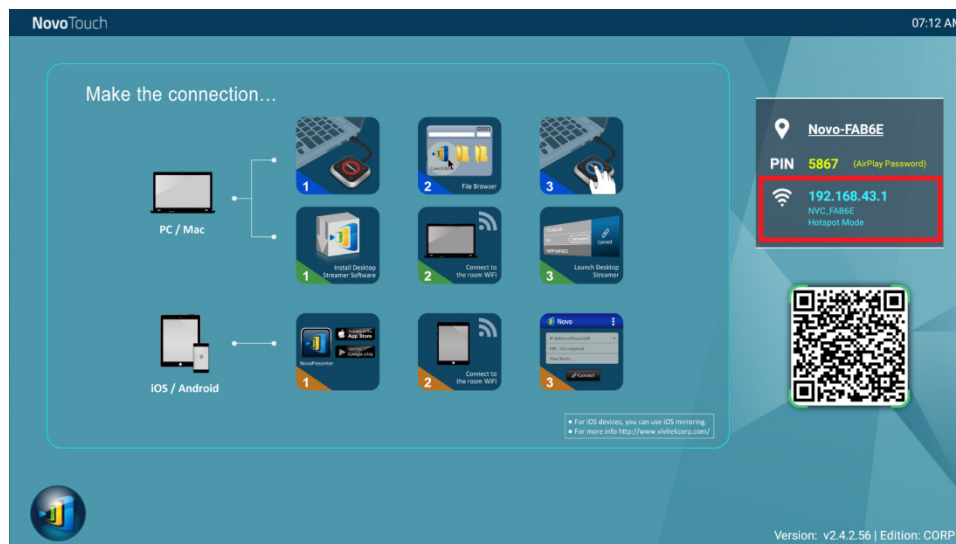 NovoTouch
07:12 AM
Make the connection...
PC / Mac
1
2
File Browser
3
1
Install Desktop
Streamer Software
2
Connect to
the room WiFi
Connect
3
Launch Desktop
Streamer
iOS / Android
NovoPresenter
App Store
Google play
1
2
Connect to
the room WiFi
Novo
Connect
3
• For iOS devices, you can use iOS mirroring.
• For more info http://www.vivitekcorp.com/
Novo-FAB6E
PIN 5867 (AirPlay Password)
192.168.43.1
NVC_FAB6E
Hotspot Mode
Version: v2.4.2.56 | Edition: CORP